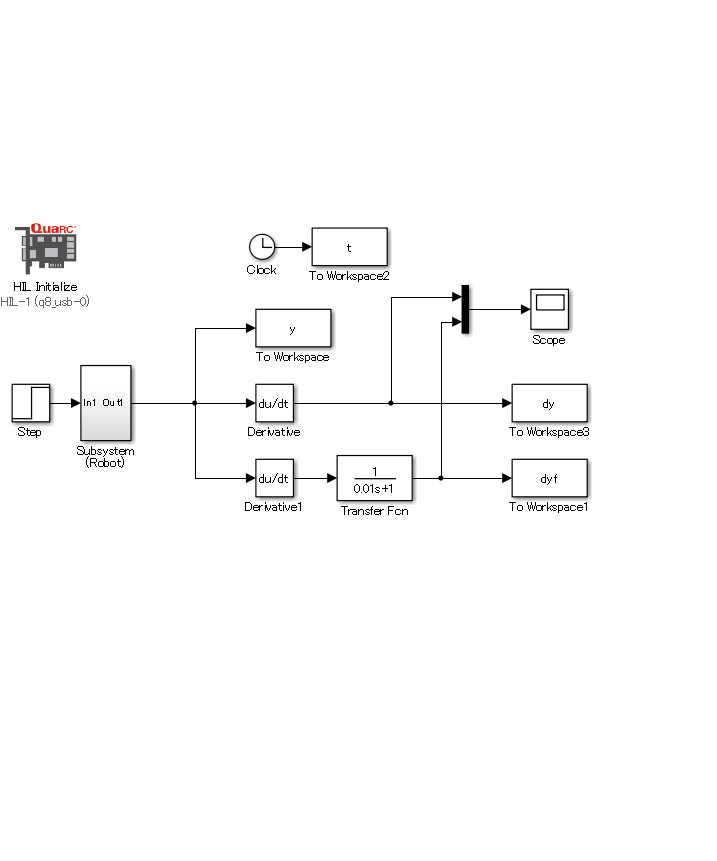 QUARC
HIL Initialize
HIL-1 (q8_usb-0)
Clock
t
To Workspace2
y
To Workspace
Scope
Step
In1 Out1
Subsystem
(Robot)
du/dt
Derivative
dy
To Workspace3
du/dt
Derivative1
1
0.01s+1
Transfer Fcn
dyf
To Workspace1